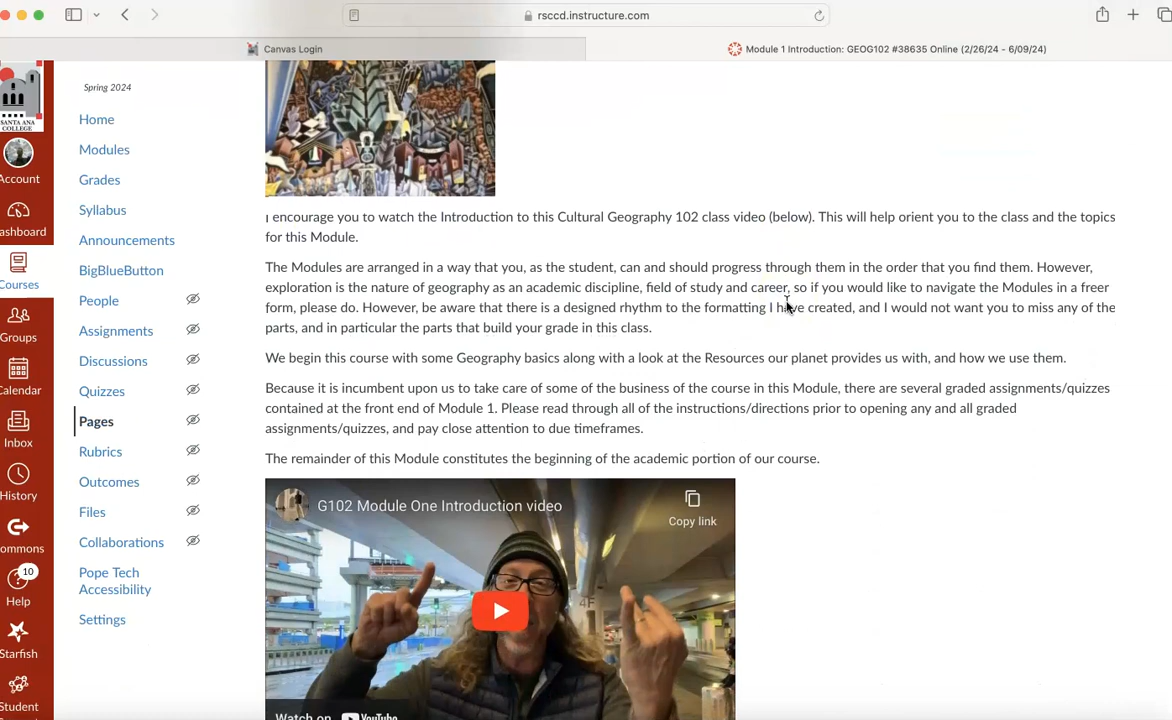 rsccd.instructure.com
Canvas Login
Module 1 Introduction: GEOG102 #38635 Online (2/26/24 - 6/09/24)
SANTA ANA
COLLEGE
Account
ashboard
Courses
Groups
Calendar
Inbox
History
ommons
10
Help
Starfish
Student
Spring 2024
Home
Modules
Grades
Syllabus
Announcements
BigBlueButton
People
Assignments
Discussions
Quizzes
Pages
Rubrics
Outcomes
Files
Collaborations
Pope Tech
Accessibility
Settings
I encourage you to watch the Introduction to this Cultural Geography 102 class video (below). This will help orient you to the class and the topics
for this Module.
The Modules are arranged in a way that you, as the student, can and should progress through them in the order that you find them. However,
exploration is the nature of geography as an academic discipline, field of study and career, so if you would like to navigate the Modules in a freer
form, please do. However, be aware that there is a designed rhythm to the formatting I have created, and I would not want you to miss any of the
parts, and in particular the parts that build your grade in this class.
We begin this course with some Geography basics along with a look at the Resources our planet provides us with, and how we use them.
Because it is incumbent upon us to take care of some of the business of the course in this Module, there are several graded assignments/quizzes
contained at the front end of Module 1. Please read through all of the instructions/directions prior to opening any and all graded
assignments/quizzes, and pay close attention to due timeframes.
The remainder of this Module constitutes the beginning of the academic portion of our course.
G102 Module One Introduction video
Copy link
4F
Watch on YouTube